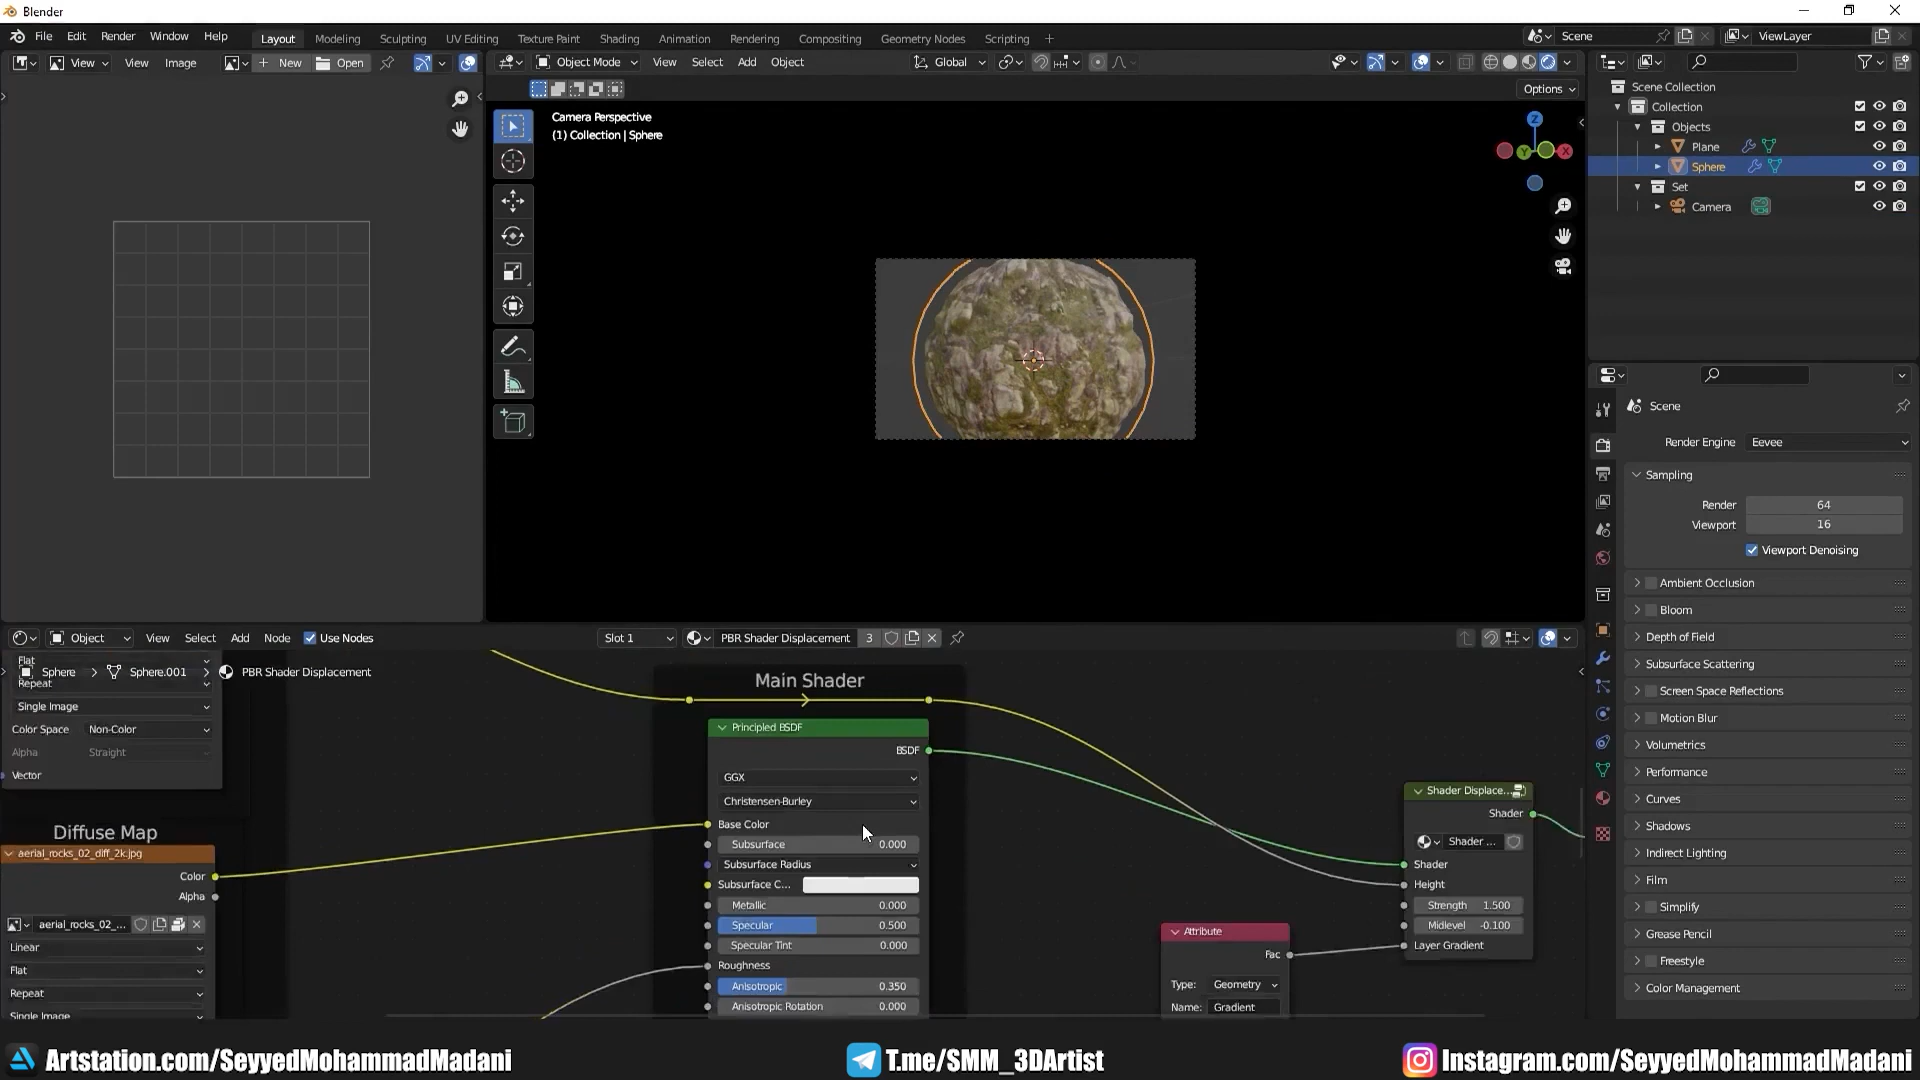 Blender
File Edit Render Window Help
Layout Modeling Sculpting UV Editing Texture Paint Shading Animation Rendering Compositing Geometry Nodes Scripting
Scene
ViewLayer
View View Image New Open
Object Mode View Select Add Object Global
Options
Camera Perspective
(1) Collection | Sphere
Z
Y
X
Scene Collection
Collection
Objects
Plane
Sphere
Set
Camera
Scene
Render Engine Eevee
Sampling
Render 64
Viewport 16
Viewport Denoising
Ambient Occlusion
Bloom
Depth of Field
Subsurface Scattering
Screen Space Reflections
Motion Blur
Volumetrics
Performance
Curves
Shadows
Indirect Lighting
Film
Simplify
Grease Pencil
Freestyle
Color Management
Object View Select Add Node Use Nodes Slot 1 PBR Shader Displacement 3
Flat
Sphere Sphere.001 PBR Shader Displacement
Repeat
Single Image
Color Space Non-Color
Alpha Straight
Vector
Diffuse Map
aerial_rocks_02_diff_2k.jpg
Color
Alpha
aerial_rocks_02_...
Linear
Flat
Repeat
Single Image
Main Shader
Principled BSDF
BSDF
GGX
Christensen-Burley
Base Color
Subsurface 0.000
Subsurface Radius
Subsurface C...
Metallic 0.000
Specular 0.500
Specular Tint 0.000
Roughness
Anisotropic 0.350
Anisotropic Rotation 0.000
Attribute
Fac
Type: Geometry
Name: Gradient
Shader Displace...
Shader
Shader ...
Shader
Height
Strength 1.500
Midlevel -0.100
Layer Gradient
Artstation.com/SeyyedMohammadMadani
T.me/SMM_3DArtist
Instagram.com/SeyyedMohammadMadani